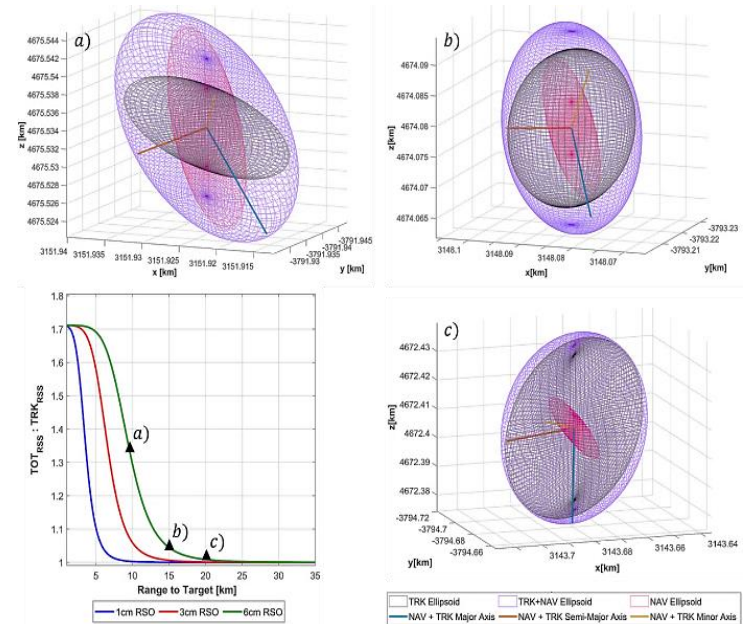 a)
4675.544
4675.542
4675.54
4675.538
4675.536
4675.534
4675.532
4675.53
4675.528
4675.526
4675.524
z [km]
3151.94
3151.935
3151.93
3151.925
3151.92
3151.915
x [km]
-3791.945
-3791.94
-3791.935
-3791.93
y [km]
b)
4674.09
4674.085
4674.08
4674.075
4674.07
4674.065
z[km]
3148.1
3148.09
3148.08
3148.07
x[km]
-3793.23
-3793.22
-3793.21
y[km]
1.8
1.7
1.6
1.5
1.4
1.3
1.2
1.1
1
TOT RSS : TRK RSS
a)
b)
c)
5 10 15 20 25 30 35
Range to Target [km]
1cm RSO 3cm RSO 6cm RSO
c)
4672.43
4672.42
4672.41
4672.4
4672.39
4672.38
z[km]
-3794.72
-3794.7
-3794.68
-3794.66
y[km]
3143.7
3143.68
3143.66
3143.64
x[km]
TRK Ellipsoid TRK+NAV Ellipsoid NAV Ellipsoid
NAV + TRK Major Axis NAV + TRK Semi-Major Axis NAV + TRK Minor Axis